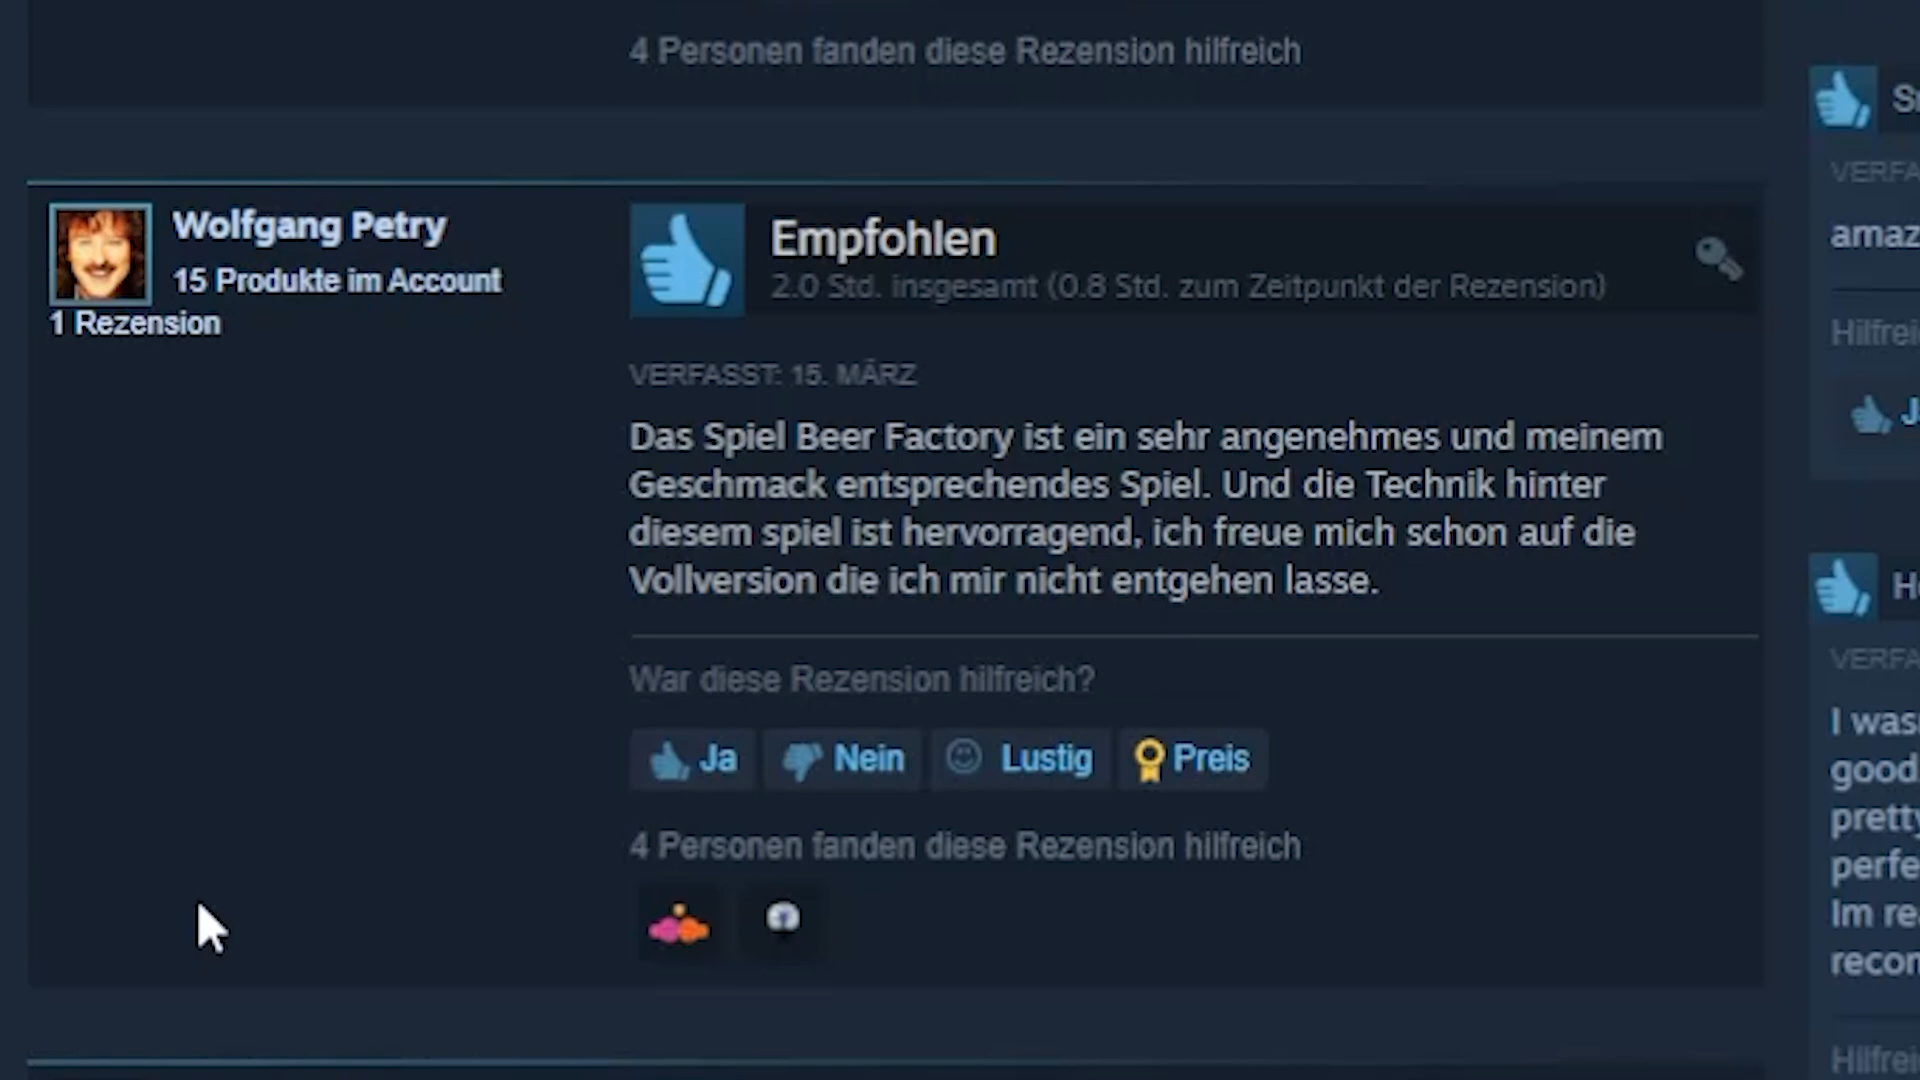 4 Personen fanden diese Rezension hilfreich
Wolfgang Petry
15 Produkte im Account
1 Rezension
Empfohlen
2.0 Std. insgesamt (0.8 Std. zum Zeitpunkt der Rezension)
VERFASST: 15. MÄRZ
Das Spiel Beer Factory ist ein sehr angenehmes und meinem
Geschmack entsprechendes Spiel. Und die Technik hinter
diesem spiel ist hervorragend, ich freue mich schon auf die
Vollversion die ich mir nicht entgehen lasse.
War diese Rezension hilfreich?
Ja
Nein
Lustig
Preis
4 Personen fanden diese Rezension hilfreich
VERFA
amaz
Hilfrei
J
VERFA
I was
good
pretty
perfe
Im re
recon
Hilfrei